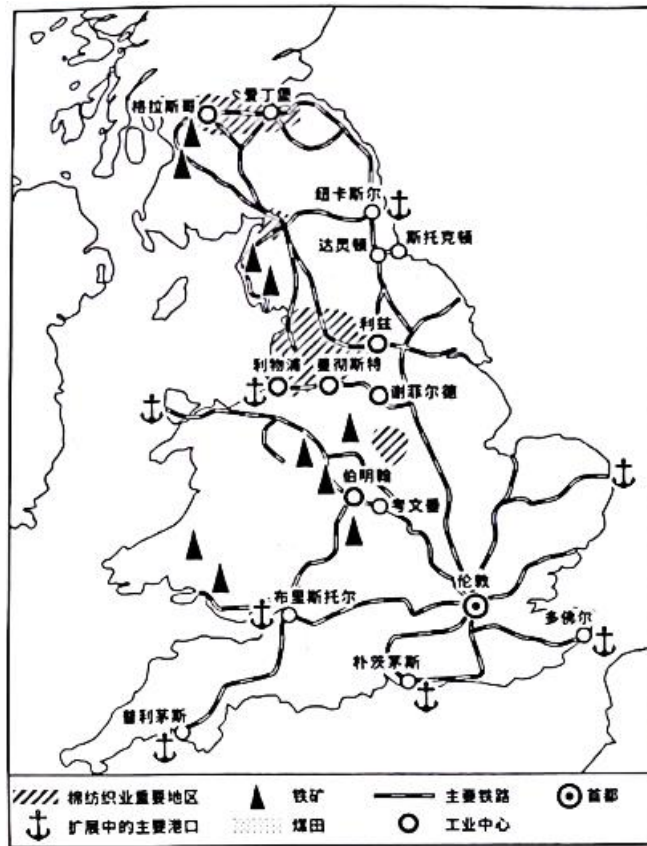 格拉斯哥
爱丁堡
纽卡斯尔
斯托克顿
达灵顿
利兹
利物浦
曼彻斯特
谢菲尔德
伯明翰
考文垂
伦敦
布里斯托尔
多佛尔
朴茨茅斯
普利茅斯
棉纺织业重要地区
铁矿
主要铁路
首都
扩展中的主要港口
煤田
工业中心